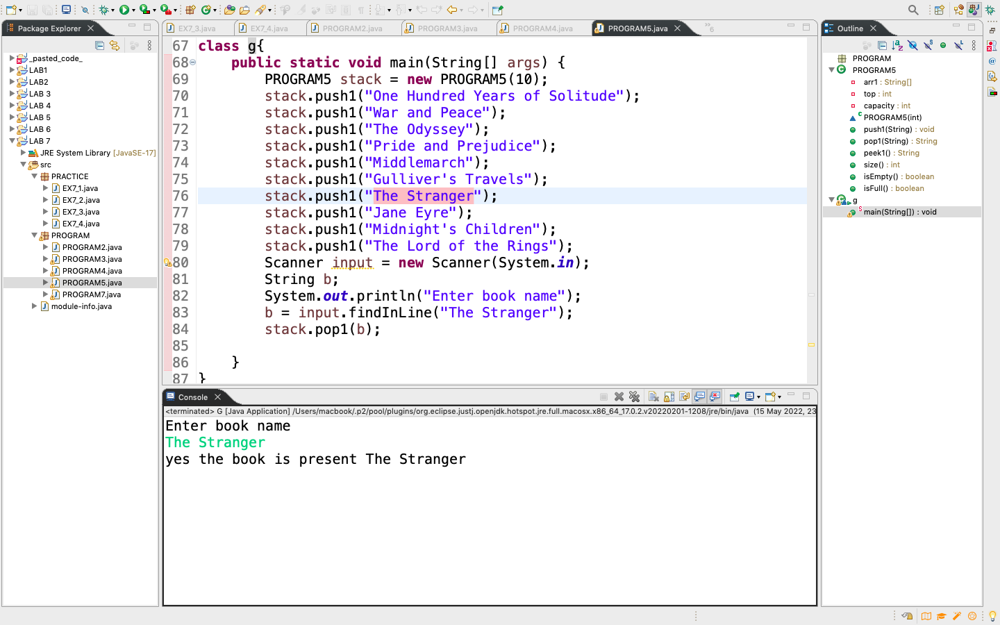 Package Explorer
_pasted_code_
LAB1
LAB2
LAB 3
LAB 4
LAB 5
LAB 6
LAB 7
JRE System Library [JavaSE-17]
src
PRACTICE
EX7_1.java
EX7_2.java
EX7_3.java
EX7_4.java
PROGRAM
PROGRAM2.java
PROGRAM3.java
PROGRAM4.java
PROGRAM5.java
PROGRAM7.java
module-info.java
EX7_3.java EX7_4.java PROGRAM2.java PROGRAM3.java PROGRAM4.java PROGRAM5.java »6
67 class g{
68 public static void main(String[] args) {
69 PROGRAM5 stack = new PROGRAM5(10);
70 stack.push1("One Hundred Years of Solitude");
71 stack.push1("War and Peace");
72 stack.push1("The Odyssey");
73 stack.push1("Pride and Prejudice");
74 stack.push1("Middlemarch");
75 stack.push1("Gulliver's Travels");
76 stack.push1("The Stranger");
77 stack.push1("Jane Eyre");
78 stack.push1("Midnight's Children");
79 stack.push1("The Lord of the Rings");
80 Scanner input = new Scanner(System.in);
81 String b;
82 System.out.println("Enter book name");
83 b = input.findInLine("The Stranger");
84 stack.pop1(b);
85
86 }
87 }
Console
<terminated> G [Java Application] /Users/macbook/.p2/pool/plugins/org.eclipse.justj.openjdk.hotspot.jre.full.macosx.x86_64_17.0.2.v20220201-1208/jre/bin/java (15 May 2022, 23
Enter book name
The Stranger
yes the book is present The Stranger
Outline
PROGRAM
PROGRAM5
arr1 : String[]
top : int
capacity : int
PROGRAM5(int)
push1(String) : void
pop1(String) : String
peek1() : String
size() : int
isEmpty() : boolean
isFull() : boolean
g
main(String[]) : void